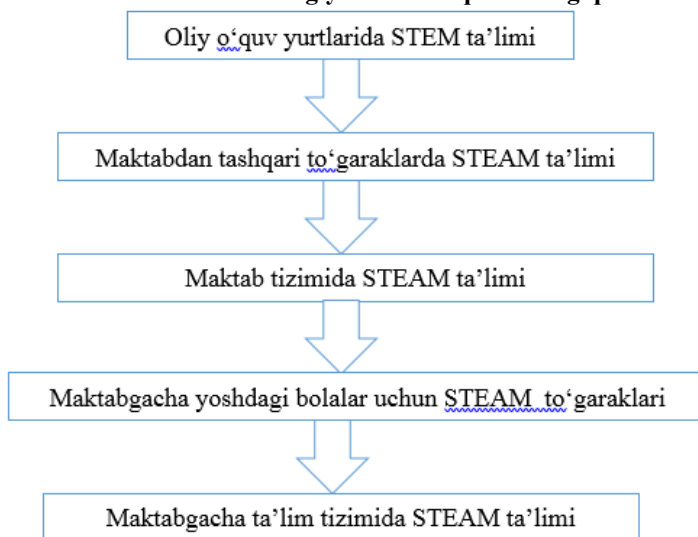 Oliy o‘quv yurtlarida STEM ta’limi
Maktabdan tashqari to‘garaklarda STEAM ta’limi
Maktab tizimida STEAM ta’limi
Maktabgacha yoshdagi bolalar uchun STEAM to‘garaklari
Maktabgacha ta’lim tizimida STEAM ta’limi